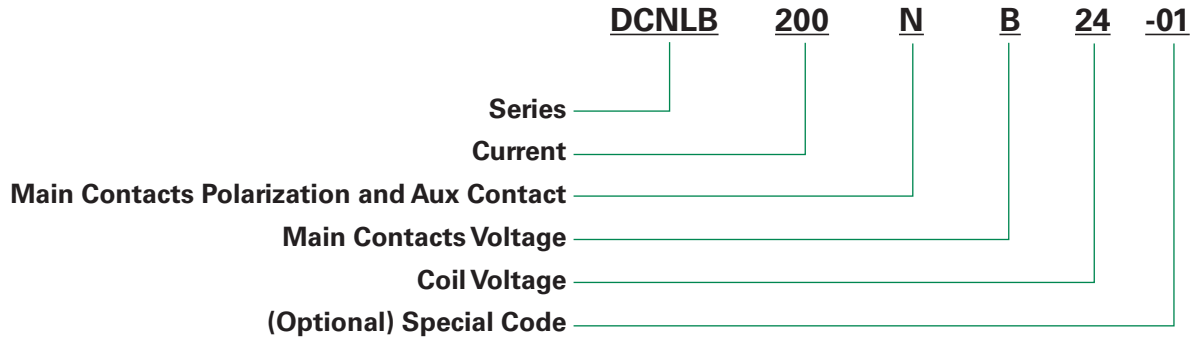 DCNLB 200 N B 24 -01
Series
Current
Main Contacts Polarization and Aux Contact
Main Contacts Voltage
Coil Voltage
(Optional) Special Code